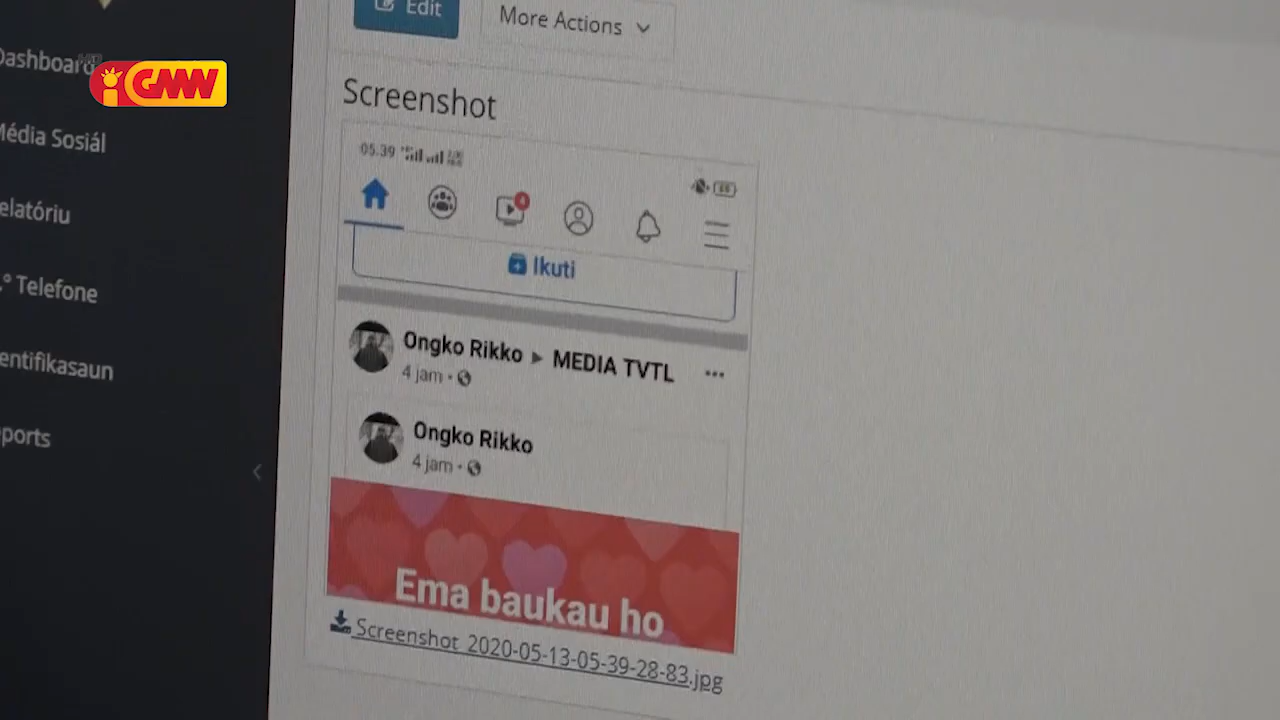 Edit
More Actions
Dashboard
GMN
Média Sosiál
Screenshot
05.39
4
elatóriu
Ikuti
° Telefone
Ongko Rikko ▸ MEDIA TVTL
4 jam
entifikasaun
Ongko Rikko
4 jam
ports
Ema baukau ho
Screenshot_2020-05-13-05-39-28-83.jpg